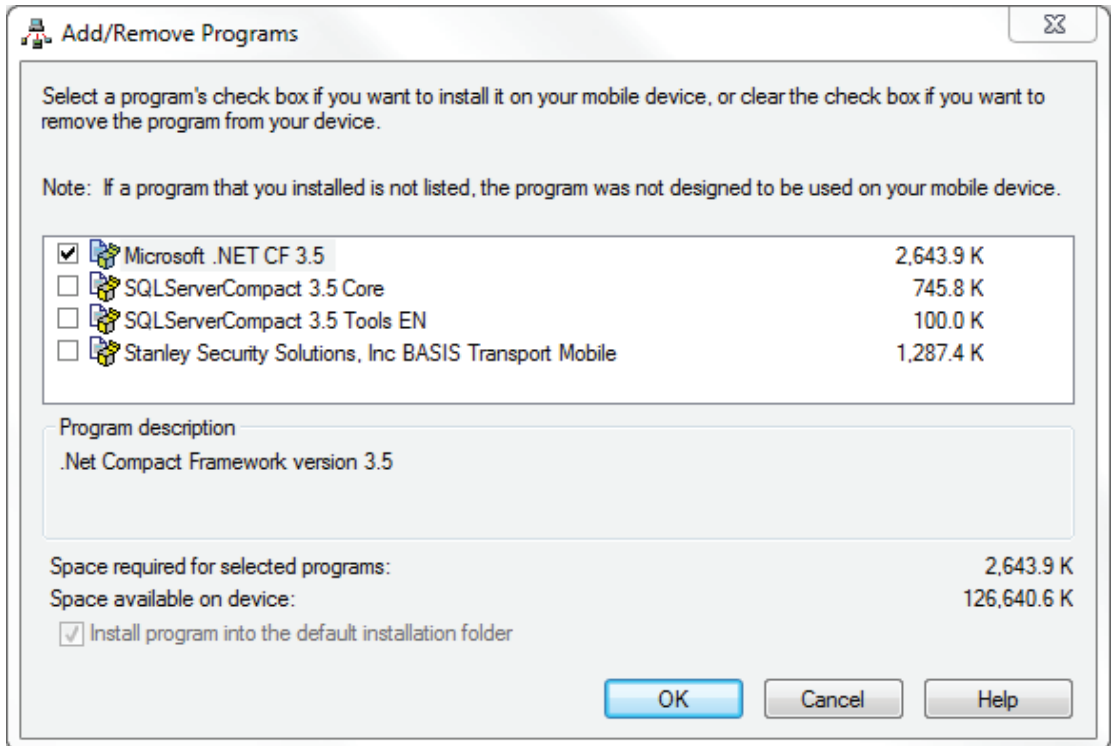 Add/Remove Programs
Select a program's check box if you want to install it on your mobile device, or clear the check box if you want to
remove the program from your device.
Note:  If a program that you installed is not listed, the program was not designed to be used on your mobile device.
Microsoft .NET CF 3.5 2,643.9 K
SQLServerCompact 3.5 Core 745.8 K
SQLServerCompact 3.5 Tools EN 100.0 K
Stanley Security Solutions, Inc BASIS Transport Mobile 1,287.4 K
Program description
.Net Compact Framework version 3.5
Space required for selected programs: 2,643.9 K
Space available on device: 126,640.6 K
Install program into the default installation folder
OK Cancel Help